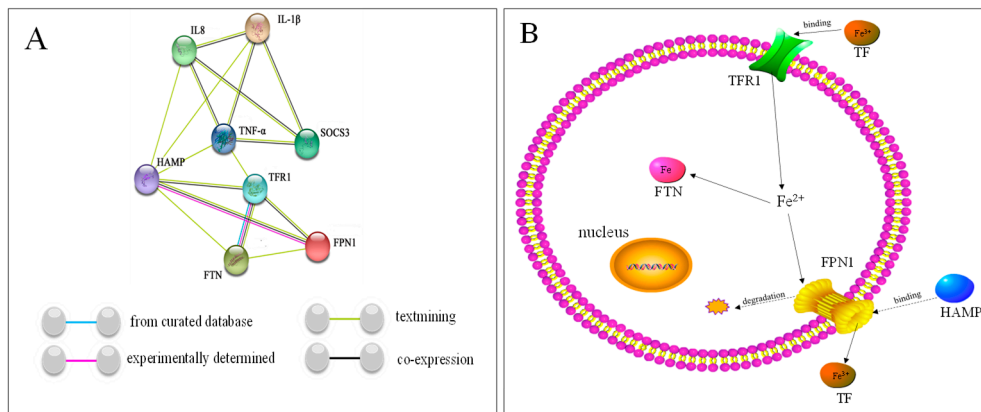 A
IL8
IL-1β
TNF-α
SOCS3
HAMP
TFR1
FPN1
FTN
from curated database
textmining
experimentally determined
co-expression
B
binding
Fe³⁺
TF
TFR1
Fe
FTN
Fe²⁺
nucleus
FPN1
degradation
binding
HAMP
Fe³⁺
TF